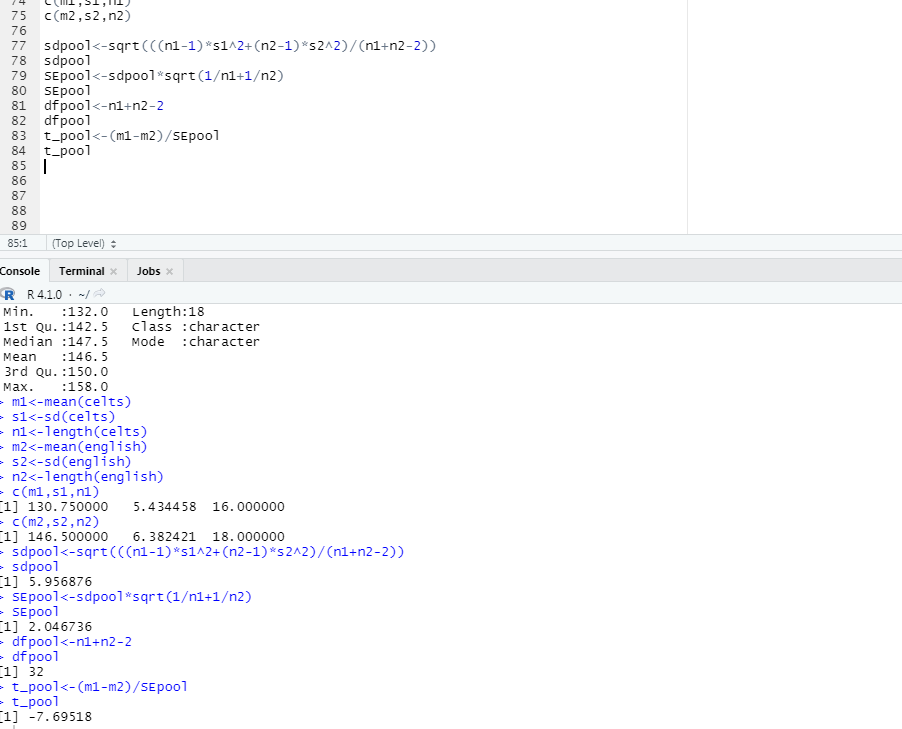 74 c(m1,s1,n1)
75 c(m2,s2,n2)
76
77 sdpool<-sqrt(((n1-1)*s1^2+(n2-1)*s2^2)/(n1+n2-2))
78 sdpool
79 SEpool<-sdpool*sqrt(1/n1+1/n2)
80 SEpool
81 dfpool<-n1+n2-2
82 dfpool
83 t_pool<-(m1-m2)/SEpool
84 t_pool
85
86
87
88
89
85:1 (Top Level)
Console Terminal × Jobs ×
R R 4.1.0 · ~/
Min.   :132.0   Length:18
1st Qu.:142.5   Class :character
Median :147.5   Mode  :character
Mean   :146.5
3rd Qu.:150.0
Max.   :158.0
> m1<-mean(celts)
> s1<-sd(celts)
> n1<-length(celts)
> m2<-mean(english)
> s2<-sd(english)
> n2<-length(english)
> c(m1,s1,n1)
[1] 130.750000   5.434458  16.000000
> c(m2,s2,n2)
[1] 146.500000   6.382421  18.000000
> sdpool<-sqrt(((n1-1)*s1^2+(n2-1)*s2^2)/(n1+n2-2))
> sdpool
[1] 5.956876
> SEpool<-sdpool*sqrt(1/n1+1/n2)
> SEpool
[1] 2.046736
> dfpool<-n1+n2-2
> dfpool
[1] 32
> t_pool<-(m1-m2)/SEpool
> t_pool
[1] -7.69518